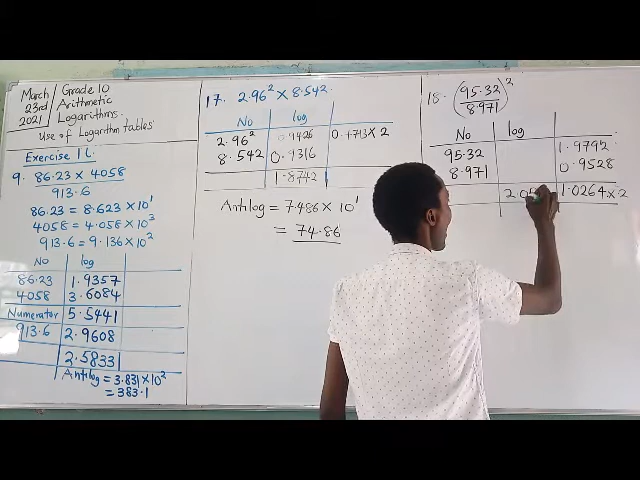 March
23rd
2021
Grade 10
Arithmetic
Logarithms.
Use of Logarithm tables
Exercise 11.
9. 86.23 × 4058
913.6
86.23 = 8.623 × 10¹
4058 = 4.058 × 10³
913.6 = 9.136 × 10²
No log
86.23 1.9357
4058 3.6084
Numerator 5.5441
913.6 2.9608
2.5833
Antilog = 3.831 × 10²
= 383.1
17. 2.96² × 8.542
No log
2.96² 0.9426 0.4713 × 2
8.542 0.9316
1.8742
Antilog = 7.486 × 10¹
= 74.86
18. (95.32
8.971)²
No log
95.32 1.9792
8.971 0.9528
2.05 1.0264 × 2